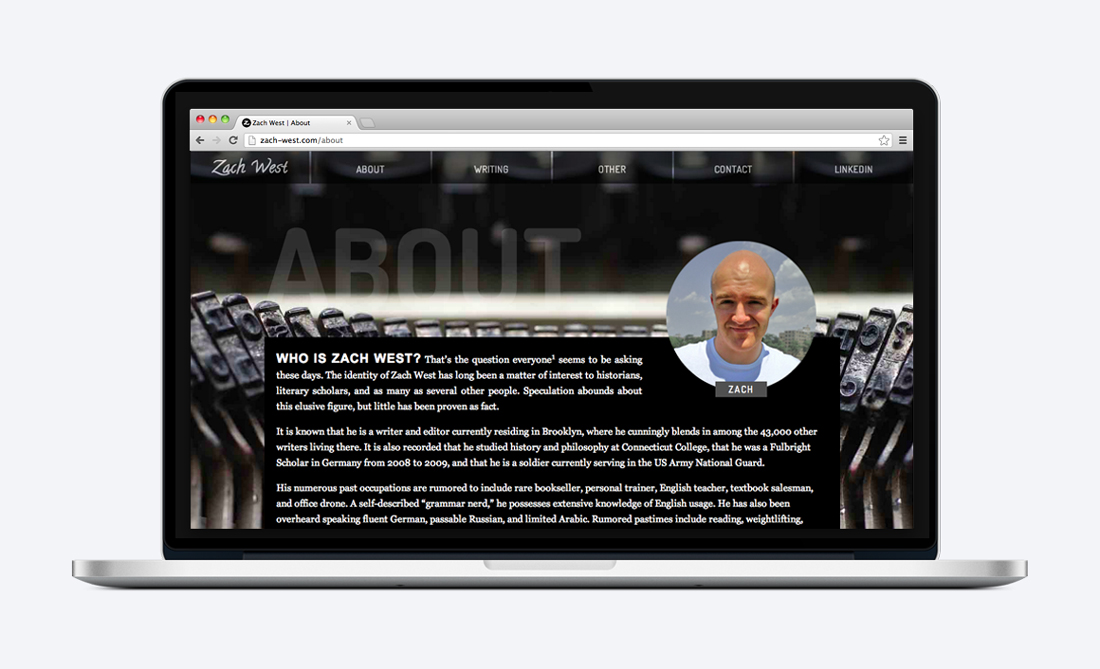 Zach West | About
zach-west.com/about
Zach West
ABOUT
WRITING
OTHER
CONTACT
LINKEDIN
ABOUT
ZACH
WHO IS ZACH WEST? That's the question everyone¹ seems to be asking
these days. The identity of Zach West has long been a matter of interest to historians,
literary scholars, and as many as several other people. Speculation abounds about
this elusive figure, but little has been proven as fact.
It is known that he is a writer and editor currently residing in Brooklyn, where he cunningly blends in among the 43,000 other
writers living there. It is also recorded that he studied history and philosophy at Connecticut College, that he was a Fulbright
Scholar in Germany from 2008 to 2009, and that he is a soldier currently serving in the US Army National Guard.
His numerous past occupations are rumored to include rare bookseller, personal trainer, English teacher, textbook salesman,
and office drone. A self-described “grammar nerd,” he possesses extensive knowledge of English usage. He has also been
overheard speaking fluent German, passable Russian, and limited Arabic. Rumored pastimes include reading, weightlifting,